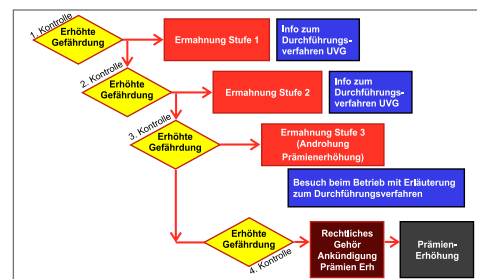 1. Kontrolle
Erhöhte
Gefährdung
Ermahnung Stufe 1
Info zum
Durchführungs-
verfahren UVG
2. Kontrolle
Erhöhte
Gefährdung
Ermahnung Stufe 2
Info zum
Durchführungs-
verfahren UVG
3. Kontrolle
Erhöhte
Gefährdung
Ermahnung Stufe 3
(Androhung
Prämienerhöhung)
Besuch beim Betrieb mit Erläuterung
zum Durchführungsverfahren
Erhöhte
Gefährdung
4. Kontrolle
Rechtliches
Gehör
Ankündigung
Prämien Erh
Prämien-
Erhöhung